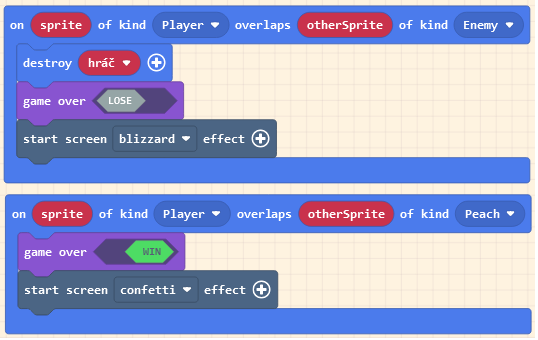 on sprite of kind Player overlaps otherSprite of kind Enemy
destroy hráč
game over LOSE
start screen blizzard effect
on sprite of kind Player overlaps otherSprite of kind Peach
game over WIN
start screen confetti effect